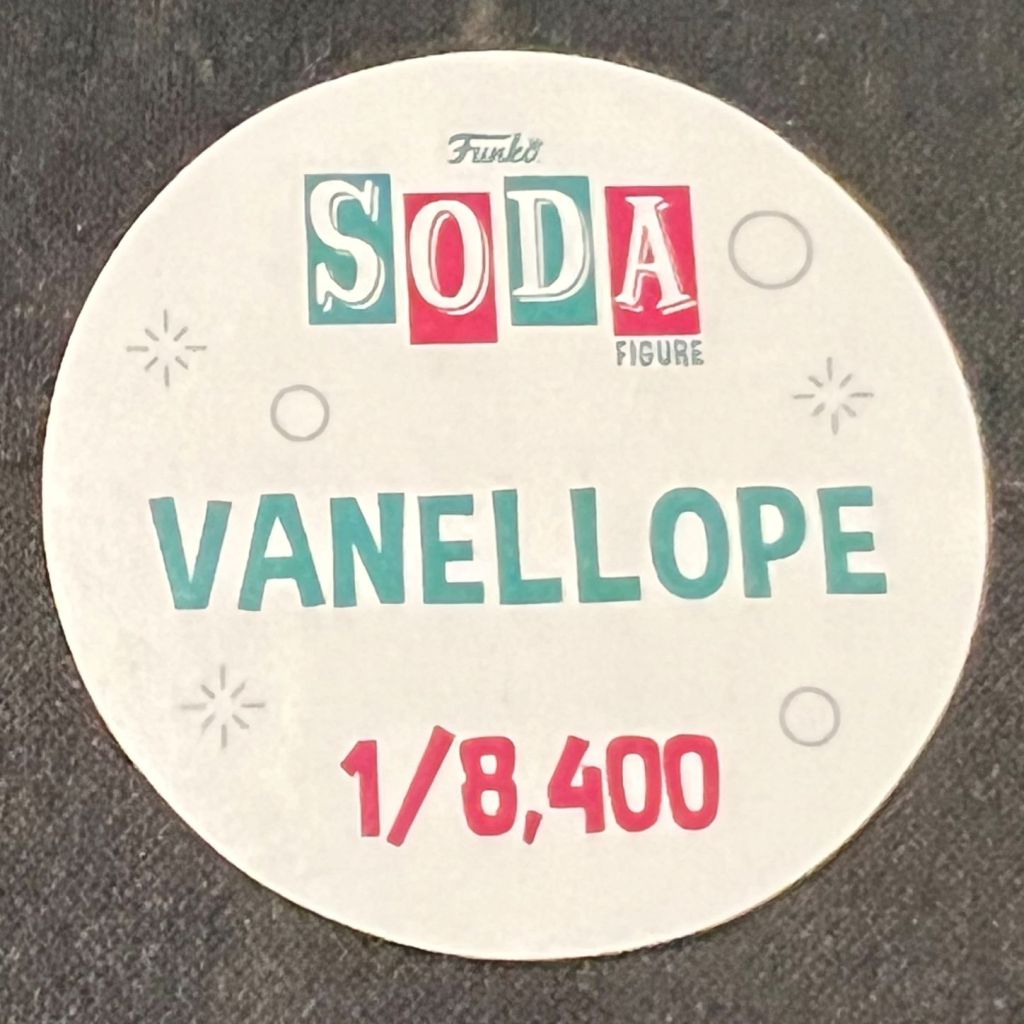 Funko
SODA
FIGURE
VANELLOPE
1/8,400